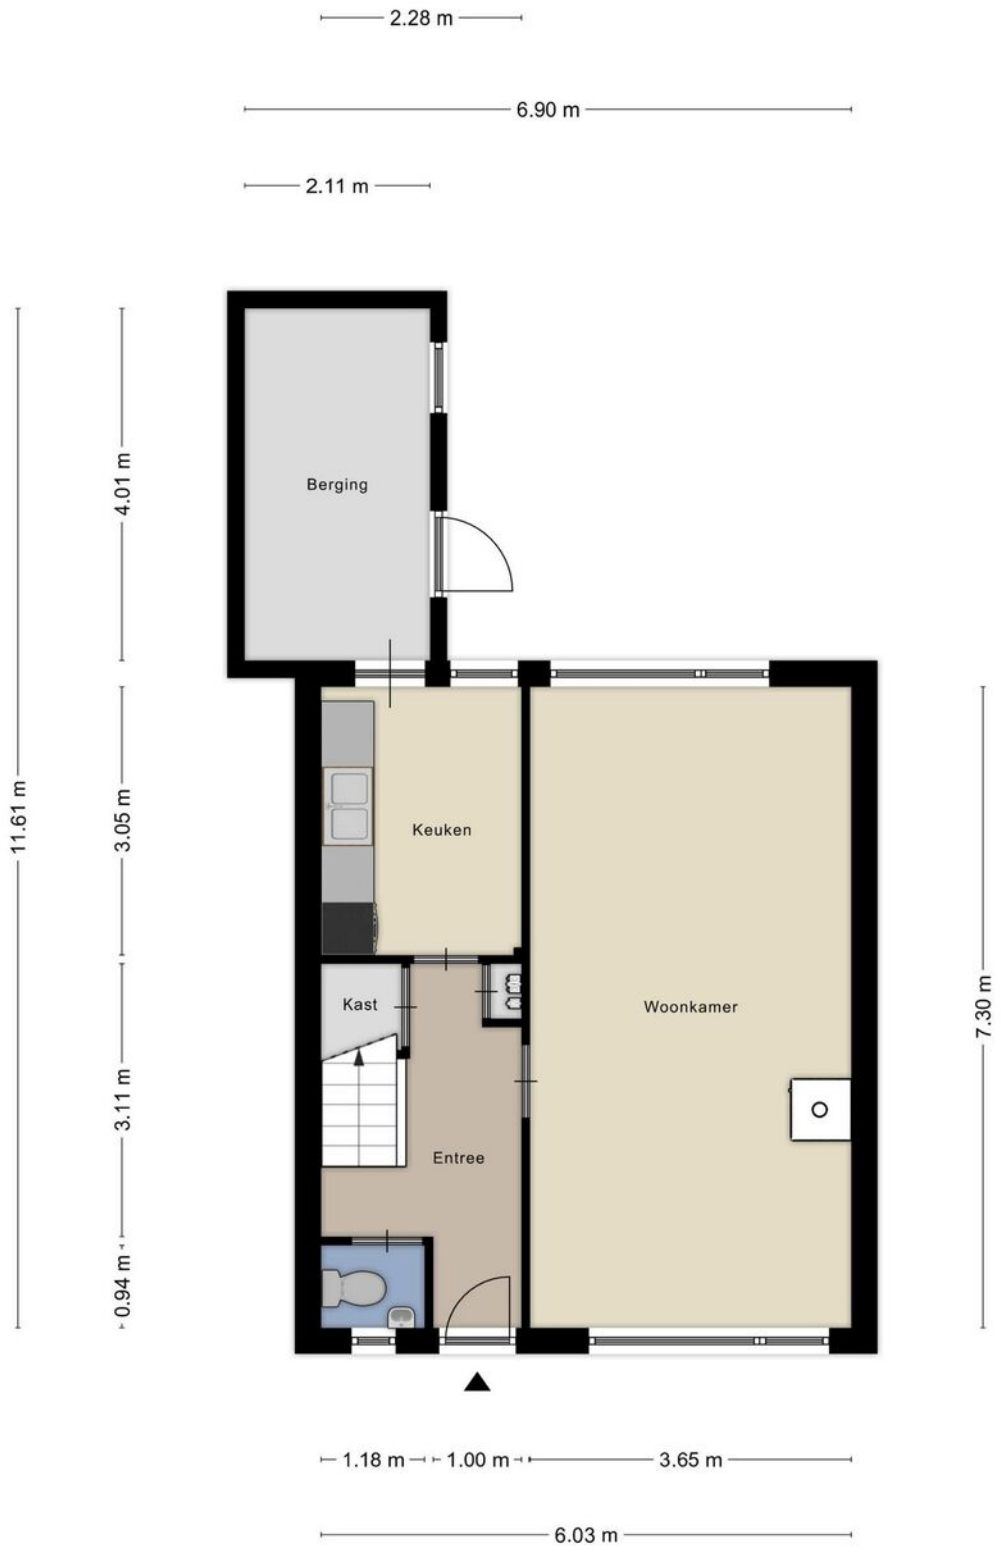 2.28 m
6.90 m
2.11 m
4.01 m
Berging
11.61 m
3.05 m
Keuken
Kast
Woonkamer
7.30 m
3.11 m
Entree
0.94 m
1.18 m
1.00 m
3.65 m
6.03 m